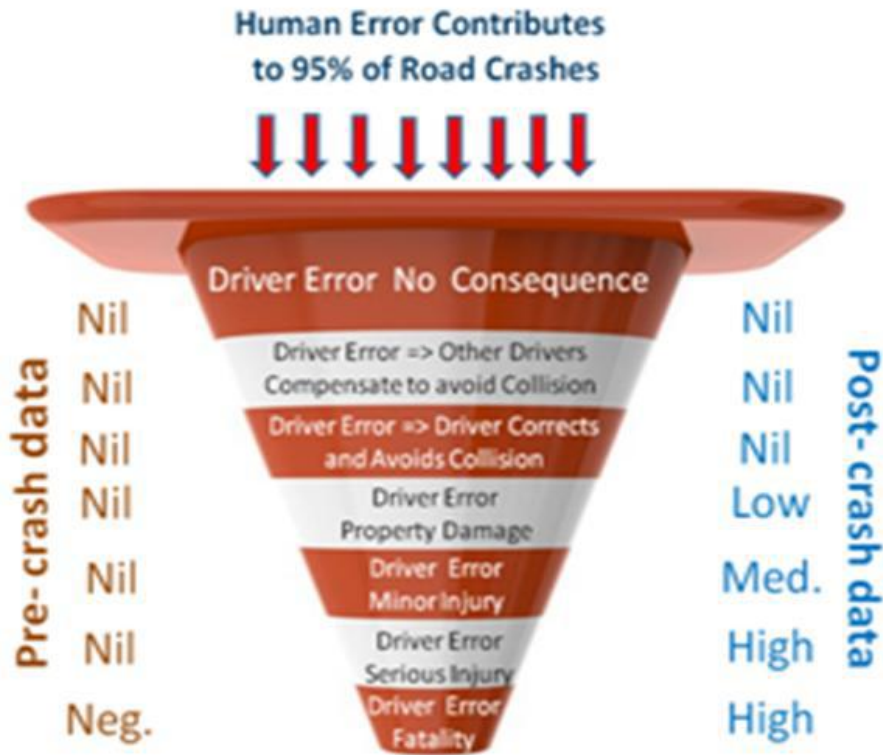 Human Error Contributes
to 95% of Road Crashes
Driver Error No Consequence
Nil
Nil
Driver Error => Other Drivers
Compensate to avoid Collision
Nil
Nil
Driver Error => Driver Corrects
and Avoids Collision
Nil
Nil
Driver Error
Property Damage
Nil
Low
Driver Error
Minor Injury
Nil
Med.
Driver Error
Serious Injury
Nil
High
Driver Error
Fatality
Neg.
High
Pre- crash data
Post- crash data